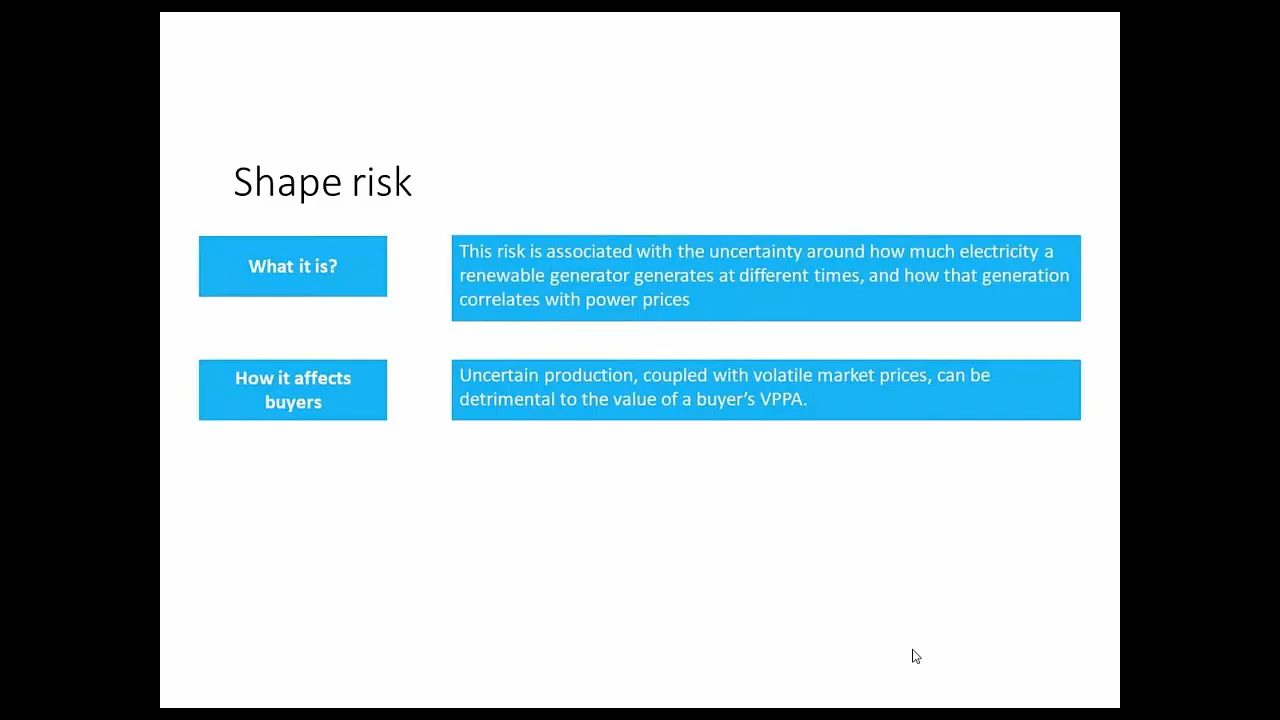 Shape risk
What it is?
This risk is associated with the uncertainty around how much electricity a
renewable generator generates at different times, and how that generation
correlates with power prices
How it affects
buyers
Uncertain production, coupled with volatile market prices, can be
detrimental to the value of a buyer’s VPPA.